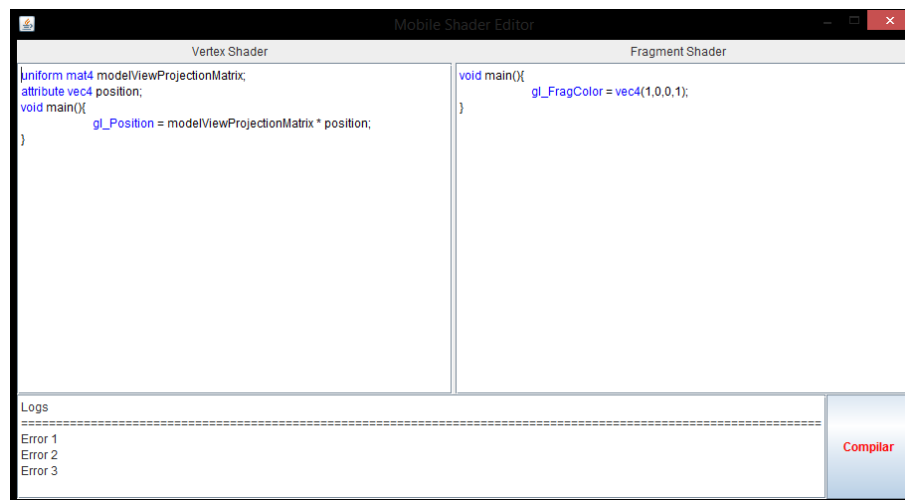 Mobile Shader Editor
Vertex Shader
uniform mat4 modelViewProjectionMatrix;
attribute vec4 position;
void main(){
gl_Position = modelViewProjectionMatrix * position;
}
Fragment Shader
void main(){
gl_FragColor = vec4(1,0,0,1);
}
Logs
====================================================================================================
Error 1
Error 2
Error 3
Compilar